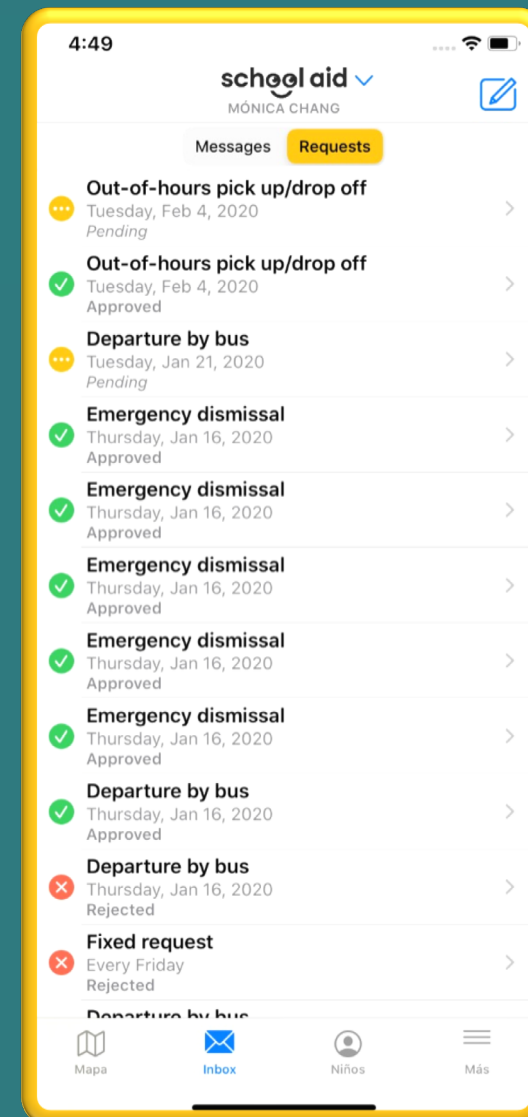 4:49
school aid
MÓNICA CHANG
Messages Requests
Out-of-hours pick up/drop off
Tuesday, Feb 4, 2020
Pending
Out-of-hours pick up/drop off
Tuesday, Feb 4, 2020
Approved
Departure by bus
Tuesday, Jan 21, 2020
Pending
Emergency dismissal
Thursday, Jan 16, 2020
Approved
Emergency dismissal
Thursday, Jan 16, 2020
Approved
Emergency dismissal
Thursday, Jan 16, 2020
Approved
Emergency dismissal
Thursday, Jan 16, 2020
Approved
Emergency dismissal
Thursday, Jan 16, 2020
Approved
Departure by bus
Thursday, Jan 16, 2020
Approved
Departure by bus
Thursday, Jan 16, 2020
Rejected
Fixed request
Every Friday
Rejected
Departure by bus
Mapa Inbox Niños Más